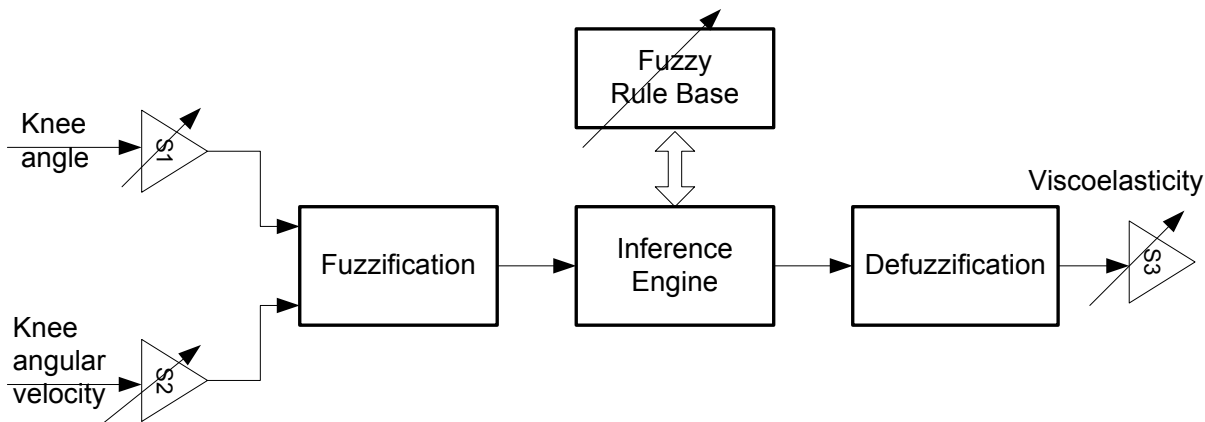 Fuzzy
Rule Base
Knee
angle
S1
Viscoelasticity
Fuzzification
Inference
Engine
Defuzzification
S3
Knee
angular
velocity
S2